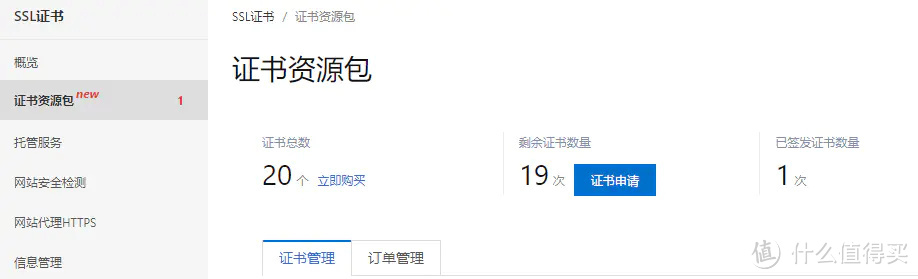 SSL证书
概览
证书资源包 new 1
托管服务
网站安全检测
网站代理HTTPS
信息管理
SSL证书 / 证书资源包
证书资源包
证书总数
20 个 立即购买
剩余证书数量
19 次 证书申请
已签发证书数量
1 次
证书管理 订单管理
值 什么值得买